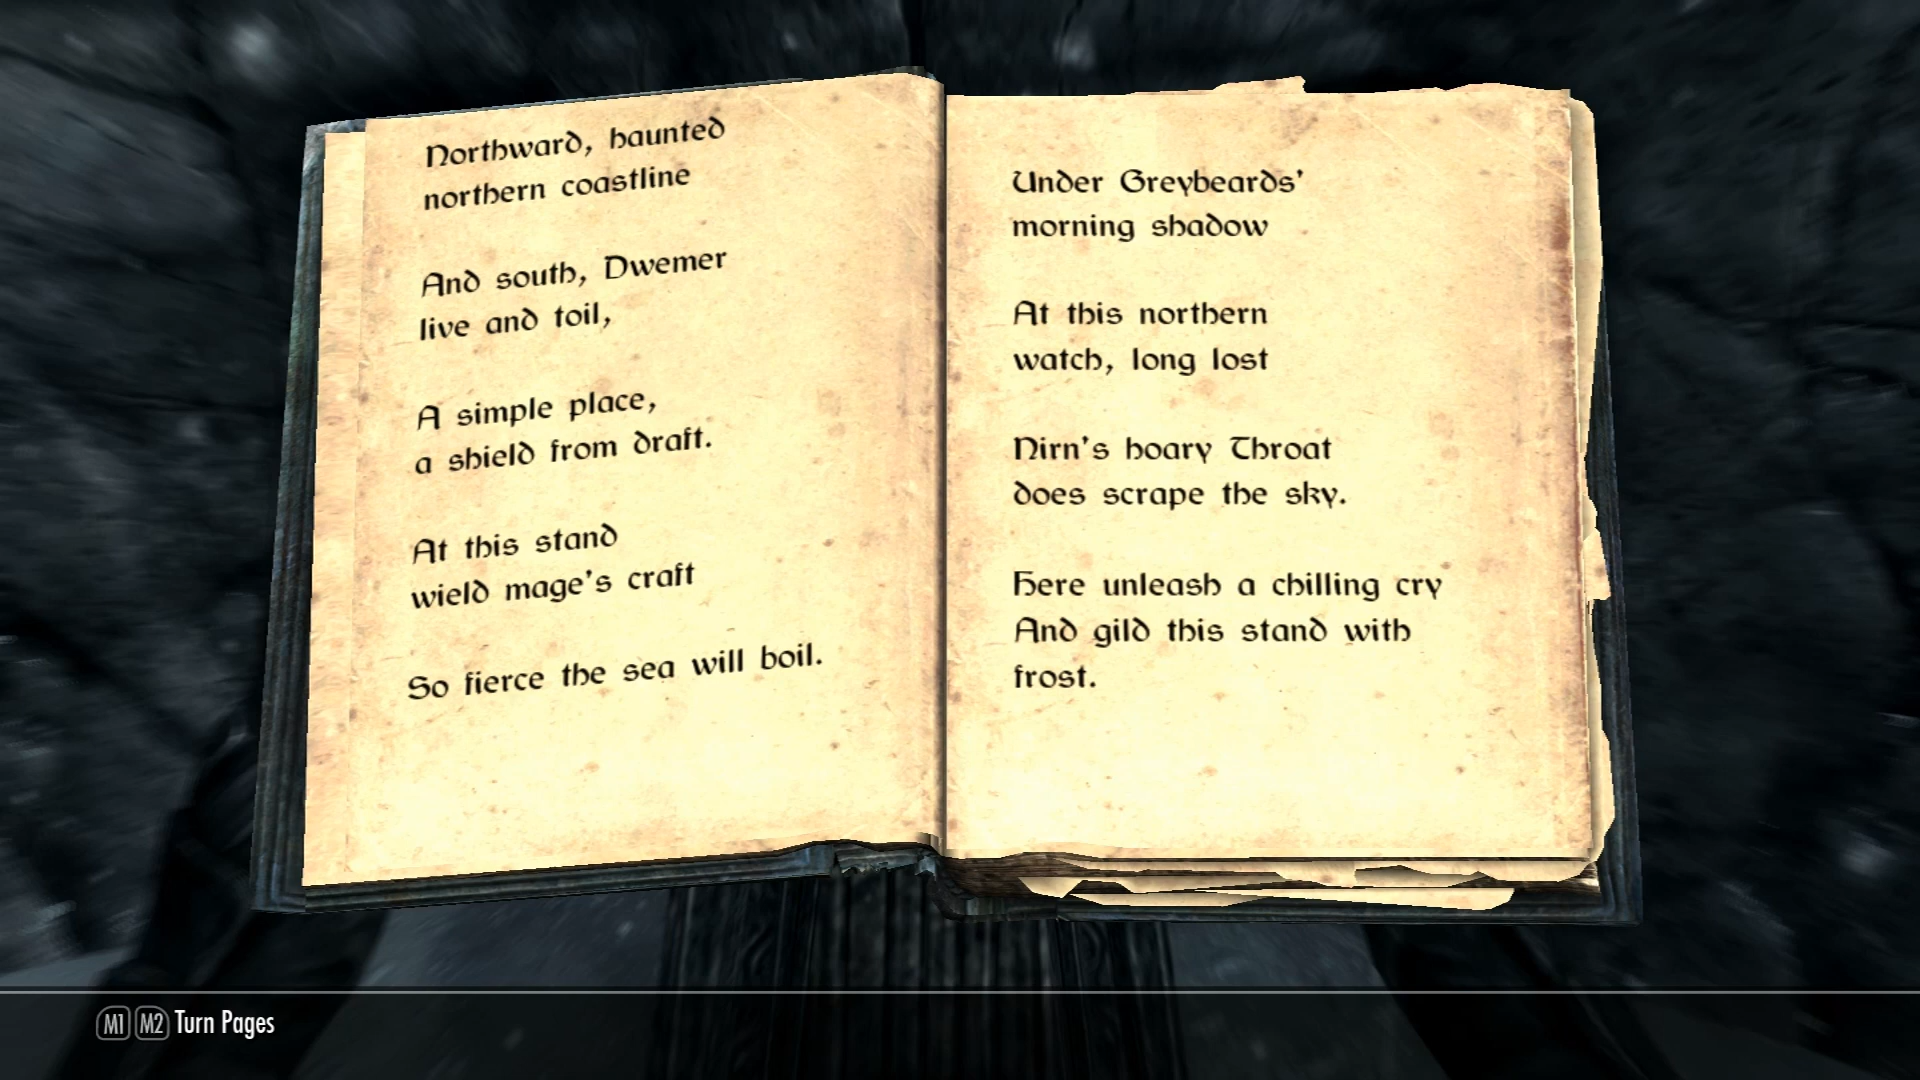 Northward, haunted
northern coastline
And south, Dwemer
live and toil,
A simple place,
a shield from draft.
At this stand
wield mage's craft
So fierce the sea will boil.
Under Greybeards'
morning shadow
At this northern
watch, long lost
Nirn's hoary Throat
does scrape the sky.
Here unleash a chilling cry
And gild this stand with
frost.
M1 M2 Turn Pages